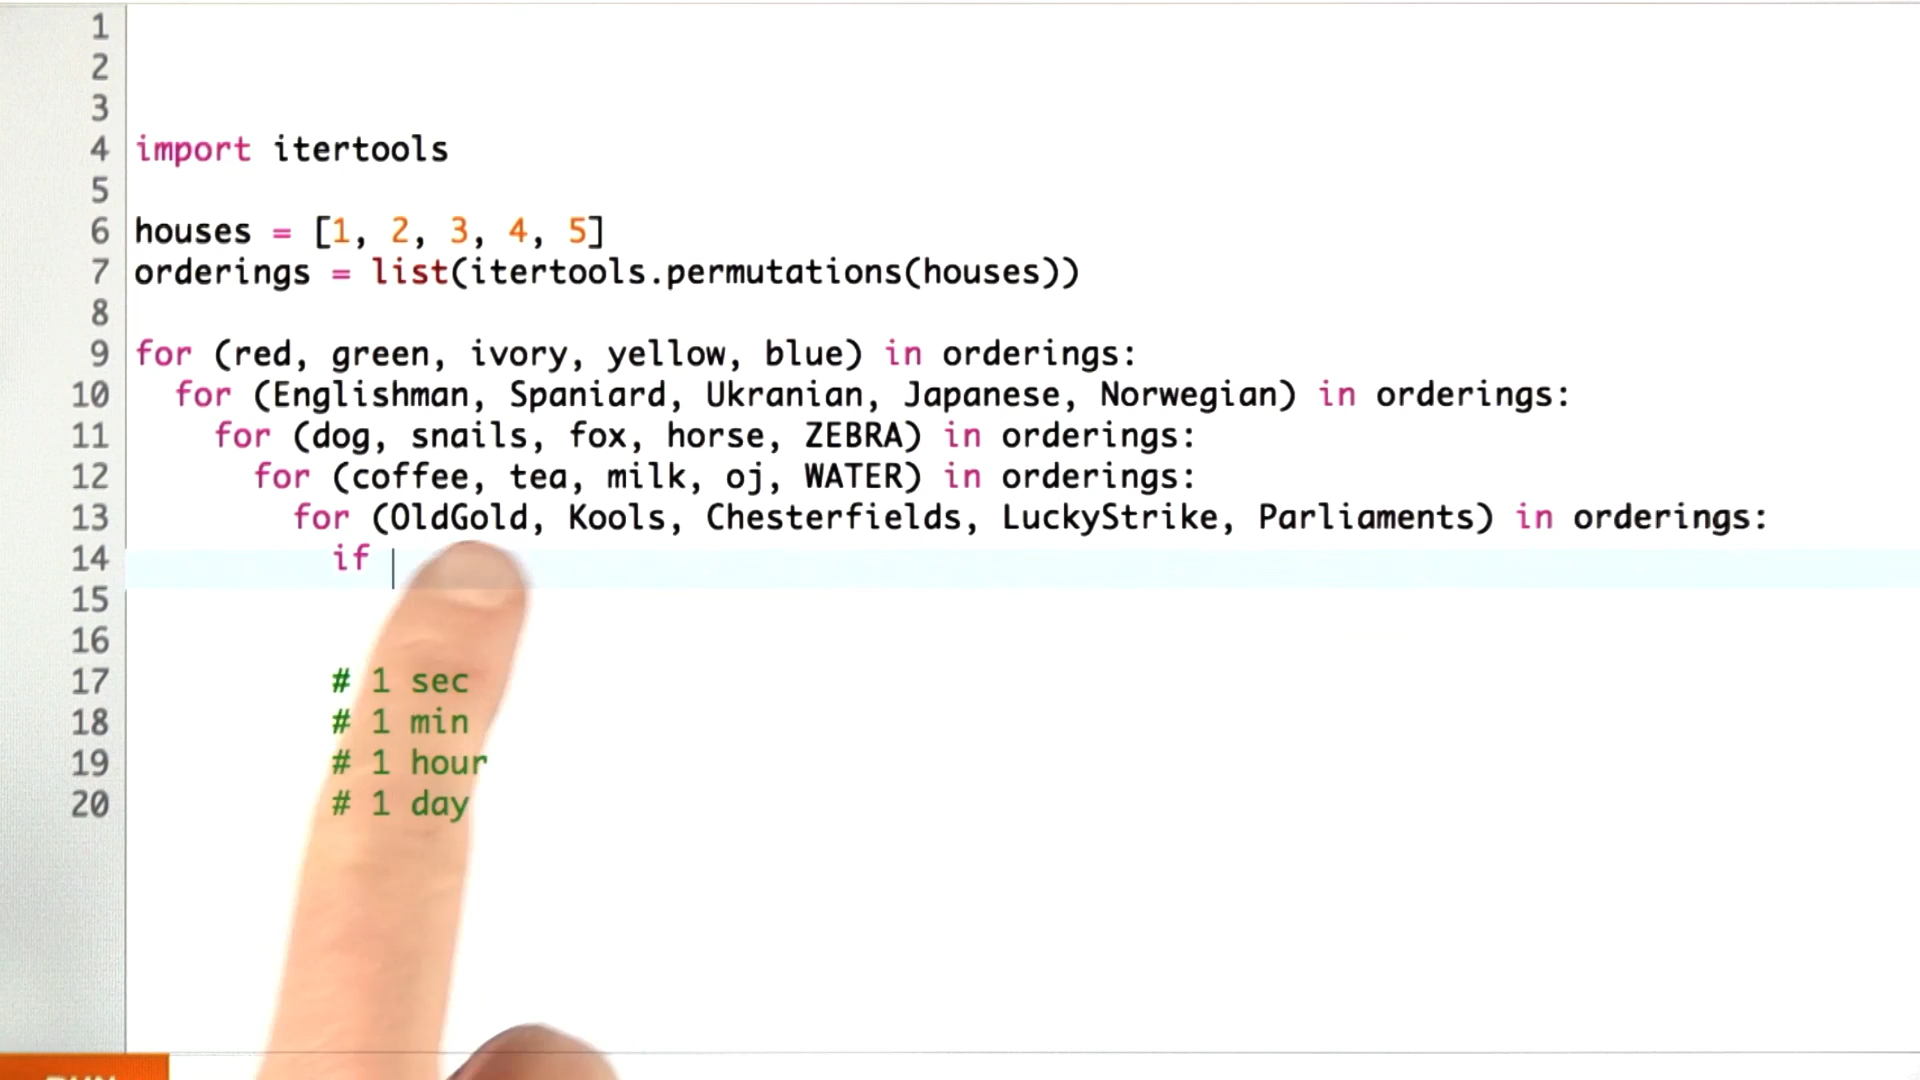 1
2
3
4 import itertools
5
6 houses = [1, 2, 3, 4, 5]
7 orderings = list(itertools.permutations(houses))
8
9 for (red, green, ivory, yellow, blue) in orderings:
10 for (Englishman, Spaniard, Ukranian, Japanese, Norwegian) in orderings:
11 for (dog, snails, fox, horse, ZEBRA) in orderings:
12 for (coffee, tea, milk, oj, WATER) in orderings:
13 for (OldGold, Kools, Chesterfields, LuckyStrike, Parliaments) in orderings:
14 if
15
16
17 # 1 sec
18 # 1 min
19 # 1 hour
20 # 1 day